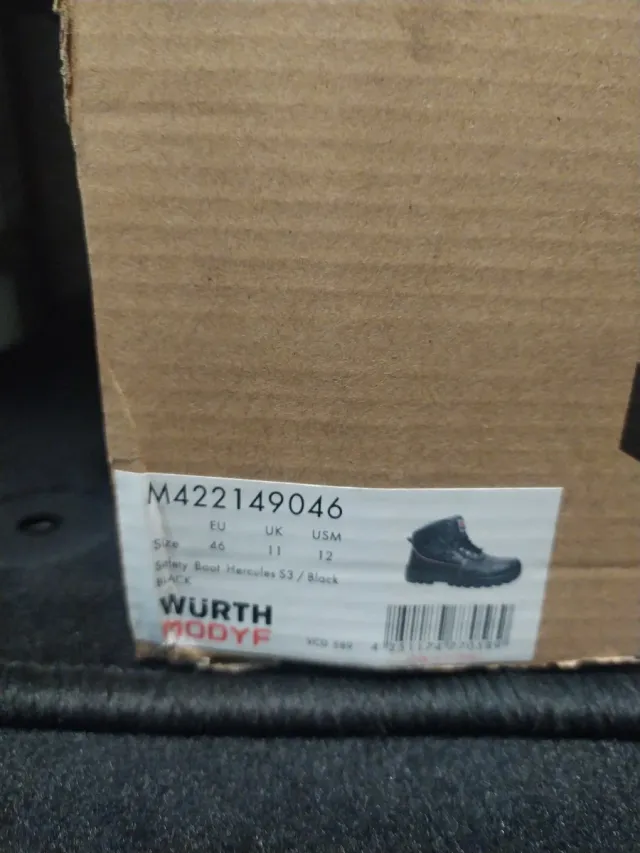 M422149046
EU UK USM
Size 46 11 12
Safety Boot Hercules S3 / Black
BLACK
WÜRTH
MODYF